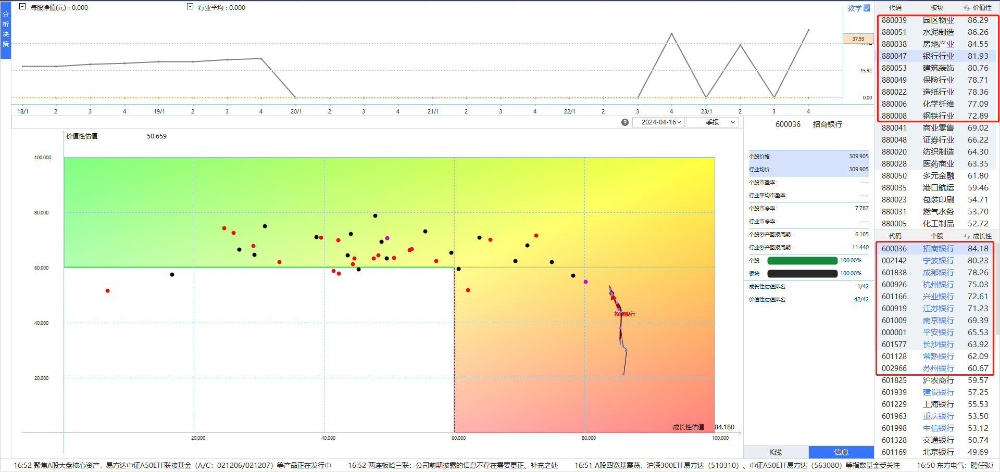 分析决策
每股净值(元)：0.000
行业平均：0.000
教学
37.93
15.92
0.00
18/1 2 3 4 19/1 2 3 4 20/1 2 3 4 21/1 2 3 4 22/1 2 3 4 23/1 2 3 4
2024-04-16
季报
价值性估值 50.659
100.000
80.000
60.000
40.000
20.000
招商银行
成长性估值 84.180
20.000 40.000 60.000 80.000 100.000
600036 招商银行
个股价格： 309.905
行业均价： 309.905
个股市盈率： ----
行业平均市盈率： ----
个股市净率： 7.787
行业市净率： ----
个股资产回报周期： 6.165
行业资产回报周期： 11.440
个股： 100.00%
板块： 100.00%
成长性估值排名： 1/42
价值性估值排名： 42/42
K线 信息
代码 板块 价值性
880039 园区物业 86.29
880051 水泥制造 86.26
880038 房地产业 84.55
880047 银行行业 81.93
880053 建筑装饰 80.76
880049 保险行业 78.71
880022 造纸行业 78.36
880006 化学纤维 77.09
880008 钢铁行业 72.89
880041 商业零售 69.02
880048 证券行业 66.22
880020 纺织制造 64.30
880028 医药商业 63.35
880050 多元金融 61.80
880035 港口航运 59.46
880023 包装印刷 54.71
880031 燃气水务 53.70
880005 化工制品 52.72
代码 个股 成长性
600036 招商银行 84.18
002142 宁波银行 80.23
601838 成都银行 78.26
600926 杭州银行 75.03
601166 兴业银行 72.61
600919 江苏银行 71.23
601009 南京银行 69.39
000001 平安银行 65.53
601577 长沙银行 63.92
601128 常熟银行 62.09
002966 苏州银行 60.67
601825 沪农商行 59.57
601939 建设银行 57.25
601229 上海银行 55.53
601963 重庆银行 53.50
601998 中信银行 53.12
601328 交通银行 50.74
601169 北京银行 49.69
16:52 聚焦A股大盘核心资产，易方达中证A50ETF联接基金（A/C：021206/021207）等产品正在发行中
16:52 两连板哈三联：公司前期披露的信息不存在需要更正、补充之处
16:51 A股四宽基震荡，沪深300ETF易方达（510310）、中证A50ETF易方达（563080）等指数基金受关注
16:50 东方电气：聘任张